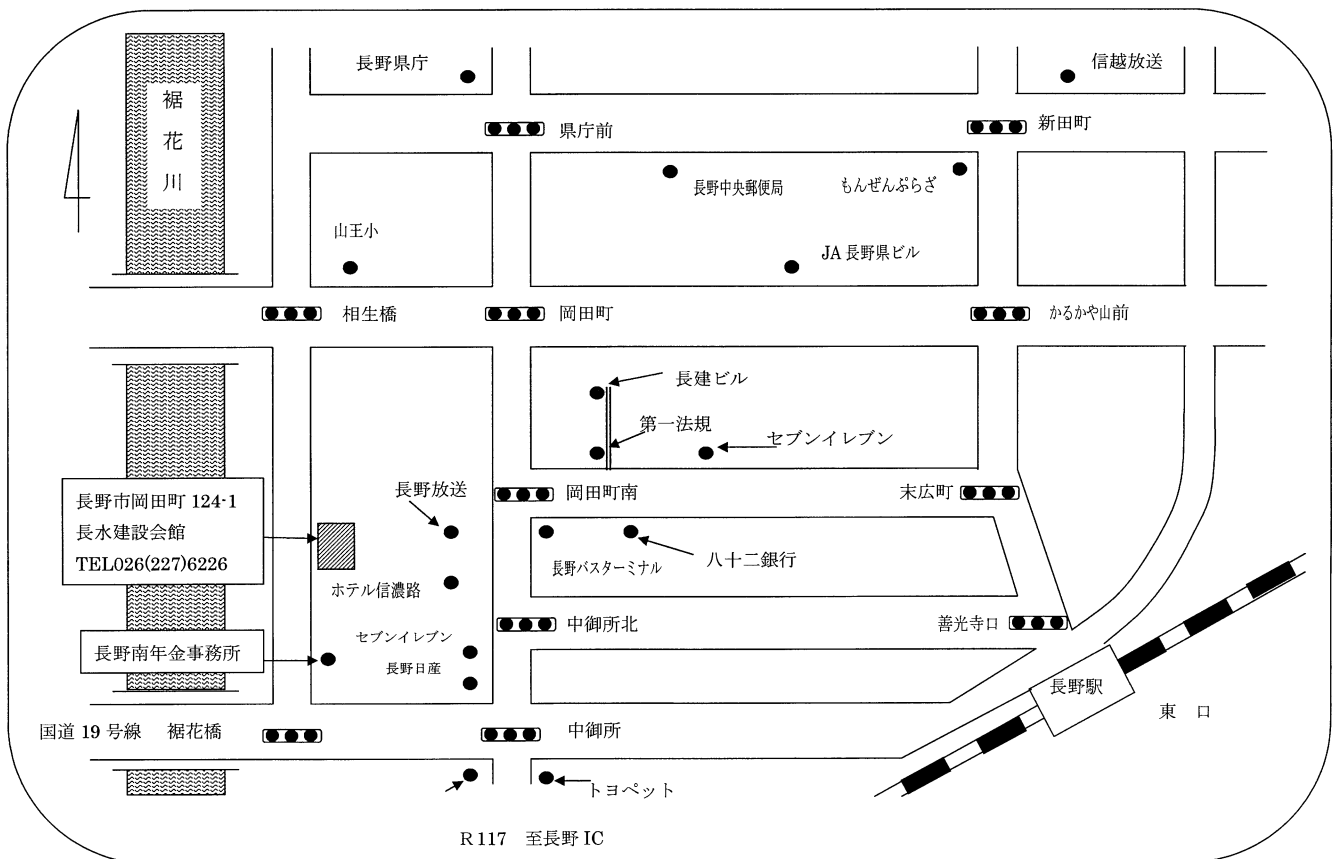 長野県庁
信越放送
裾花川
県庁前
新田町
長野中央郵便局
もんぜんぷらざ
山王小
JA 長野県ビル
相生橋
岡田町
かるかや山前
長建ビル
第一法規
セブンイレブン
長野市岡田町 124-1
長水建設会館
TEL026(227)6226
長野放送
岡田町南
末広町
長野バスターミナル
八十二銀行
ホテル信濃路
中御所北
善光寺口
セブンイレブン
長野南年金事務所
長野日産
長野駅
東 口
国道 19 号線 裾花橋
中御所
トヨペット
R117 至長野 IC